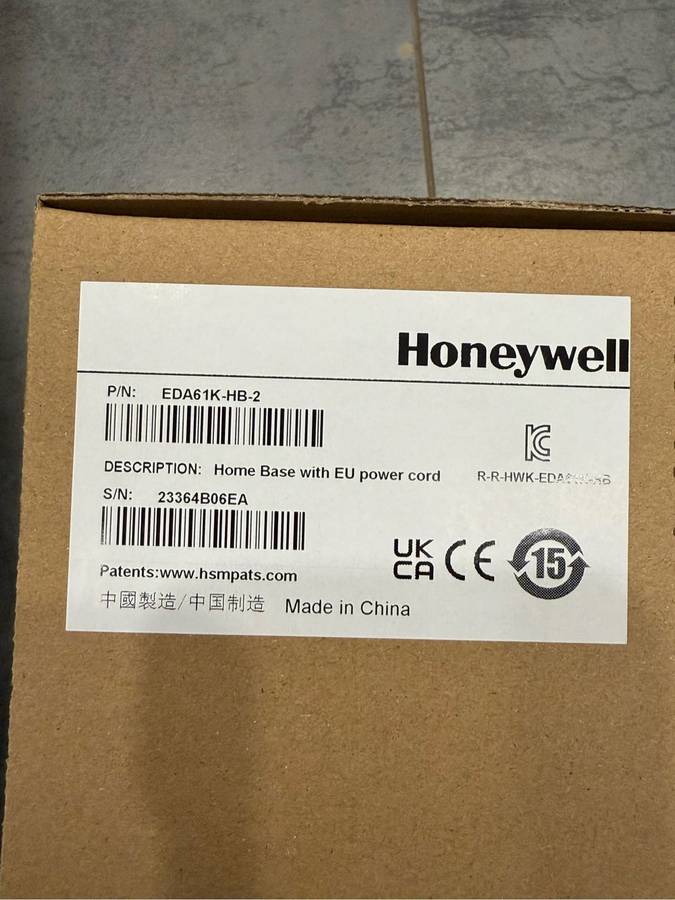 Honeywell
P/N: EDA61K-HB-2
DESCRIPTION: Home Base with EU power cord
R-R-HWK-
S/N: 23364B06EA
UK
CA CE 15
Patents:www.hsmpats.com
中國製造/中国制造 Made in China